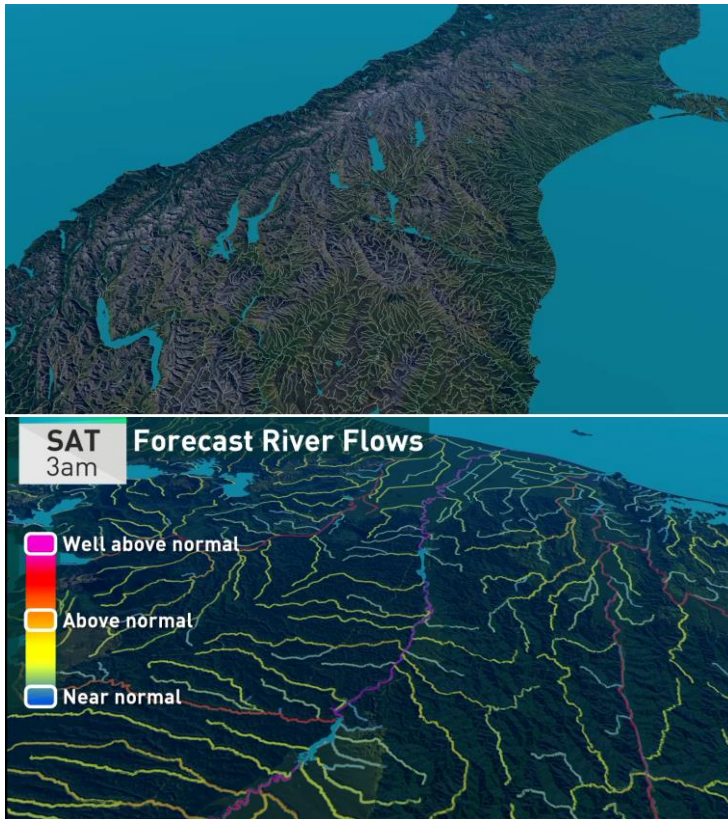 SAT
3am
Forecast River Flows
Well above normal
Above normal
Near normal